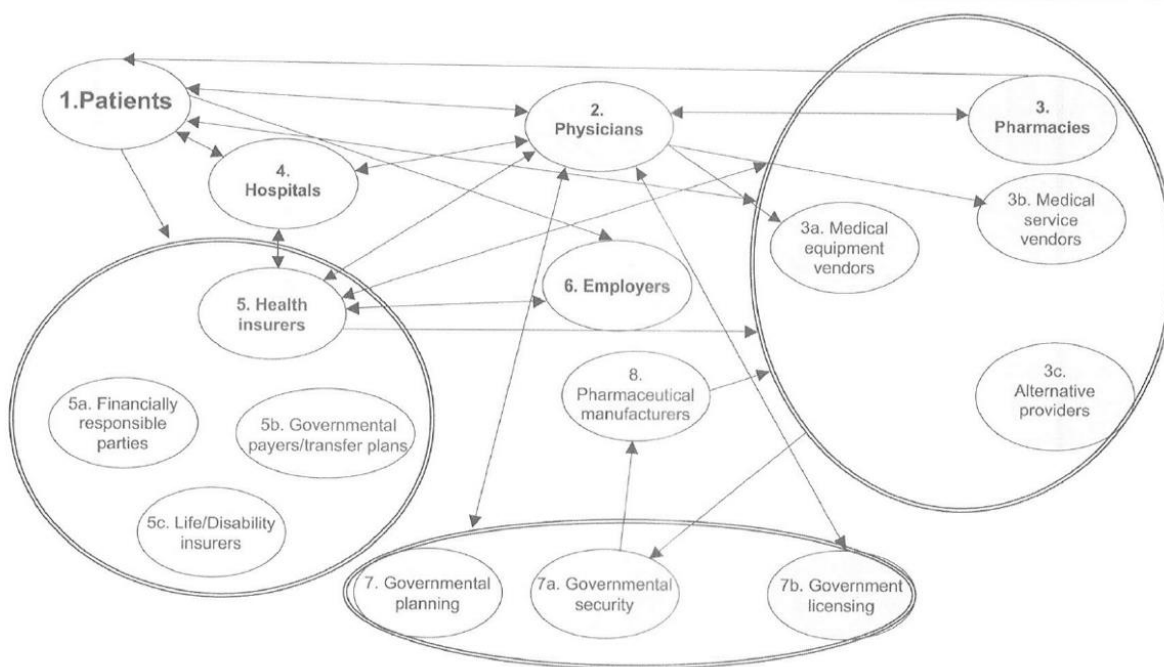 1.Patients
2.
Physicians
3.
Pharmacies
4.
Hospitals
3b. Medical
service
vendors
3a. Medical
equipment
vendors
5. Health
insurers
6. Employers
8.
Pharmaceutical
manufacturers
3c.
Alternative
providers
5a. Financially
responsible
parties
5b. Governmental
payers/transfer plans
5c. Life/Disability
insurers
7. Governmental
planning
7a. Governmental
security
7b. Government
licensing